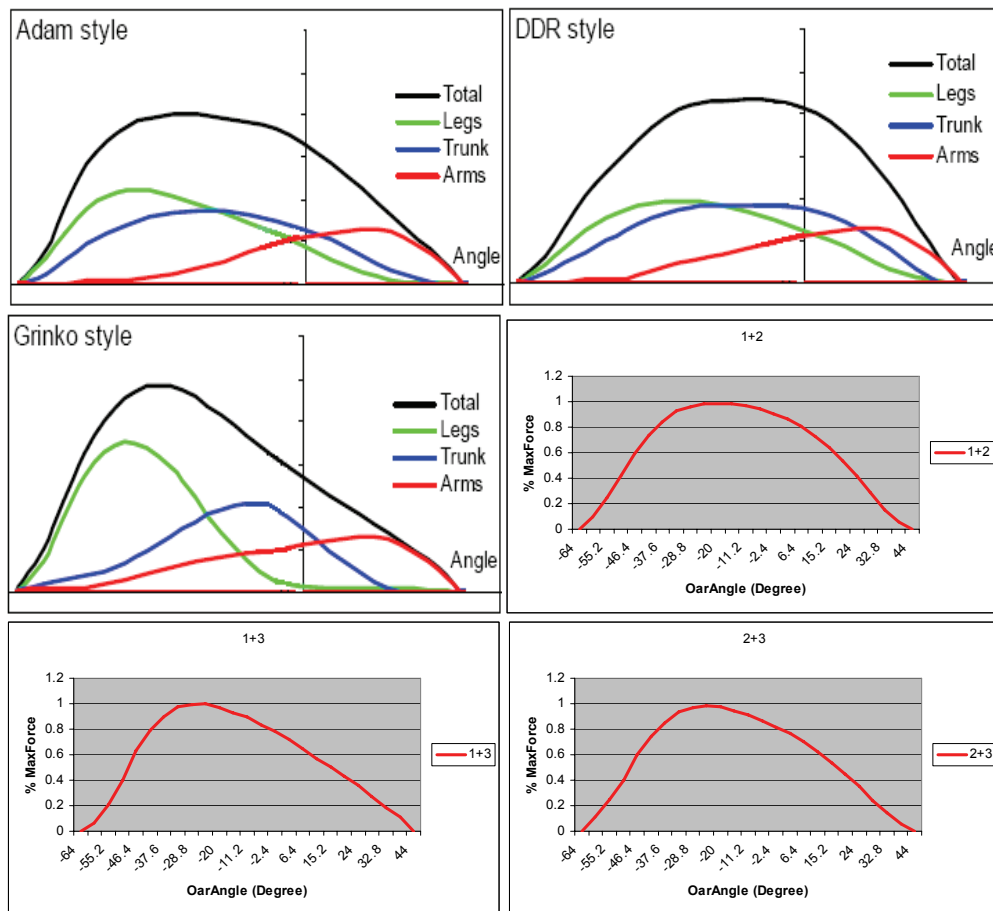 Adam style
Total
Legs
Trunk
Arms
Angle
DDR style
Total
Legs
Trunk
Arms
Angle
Grinko style
Total
Legs
Trunk
Arms
Angle
1+2
% MaxForce
1.2
1
0.8
0.6
0.4
0.2
0
-64
-55.2
-46.4
-37.6
-28.8
-20
-11.2
-2.4
6.4
15.2
24
32.8
44
OarAngle (Degree)
1+2
1+3
% MaxForce
1.2
1
0.8
0.6
0.4
0.2
0
-64
-55.2
-46.4
-37.6
-28.8
-20
-11.2
-2.4
6.4
15.2
24
32.8
44
OarAngle (Degree)
1+3
2+3
% MaxForce
1.2
1
0.8
0.6
0.4
0.2
0
-64
-55.2
-46.4
-37.6
-28.8
-20
-11.2
-2.4
6.4
15.2
24
32.8
44
OarAngle (Degree)
2+3